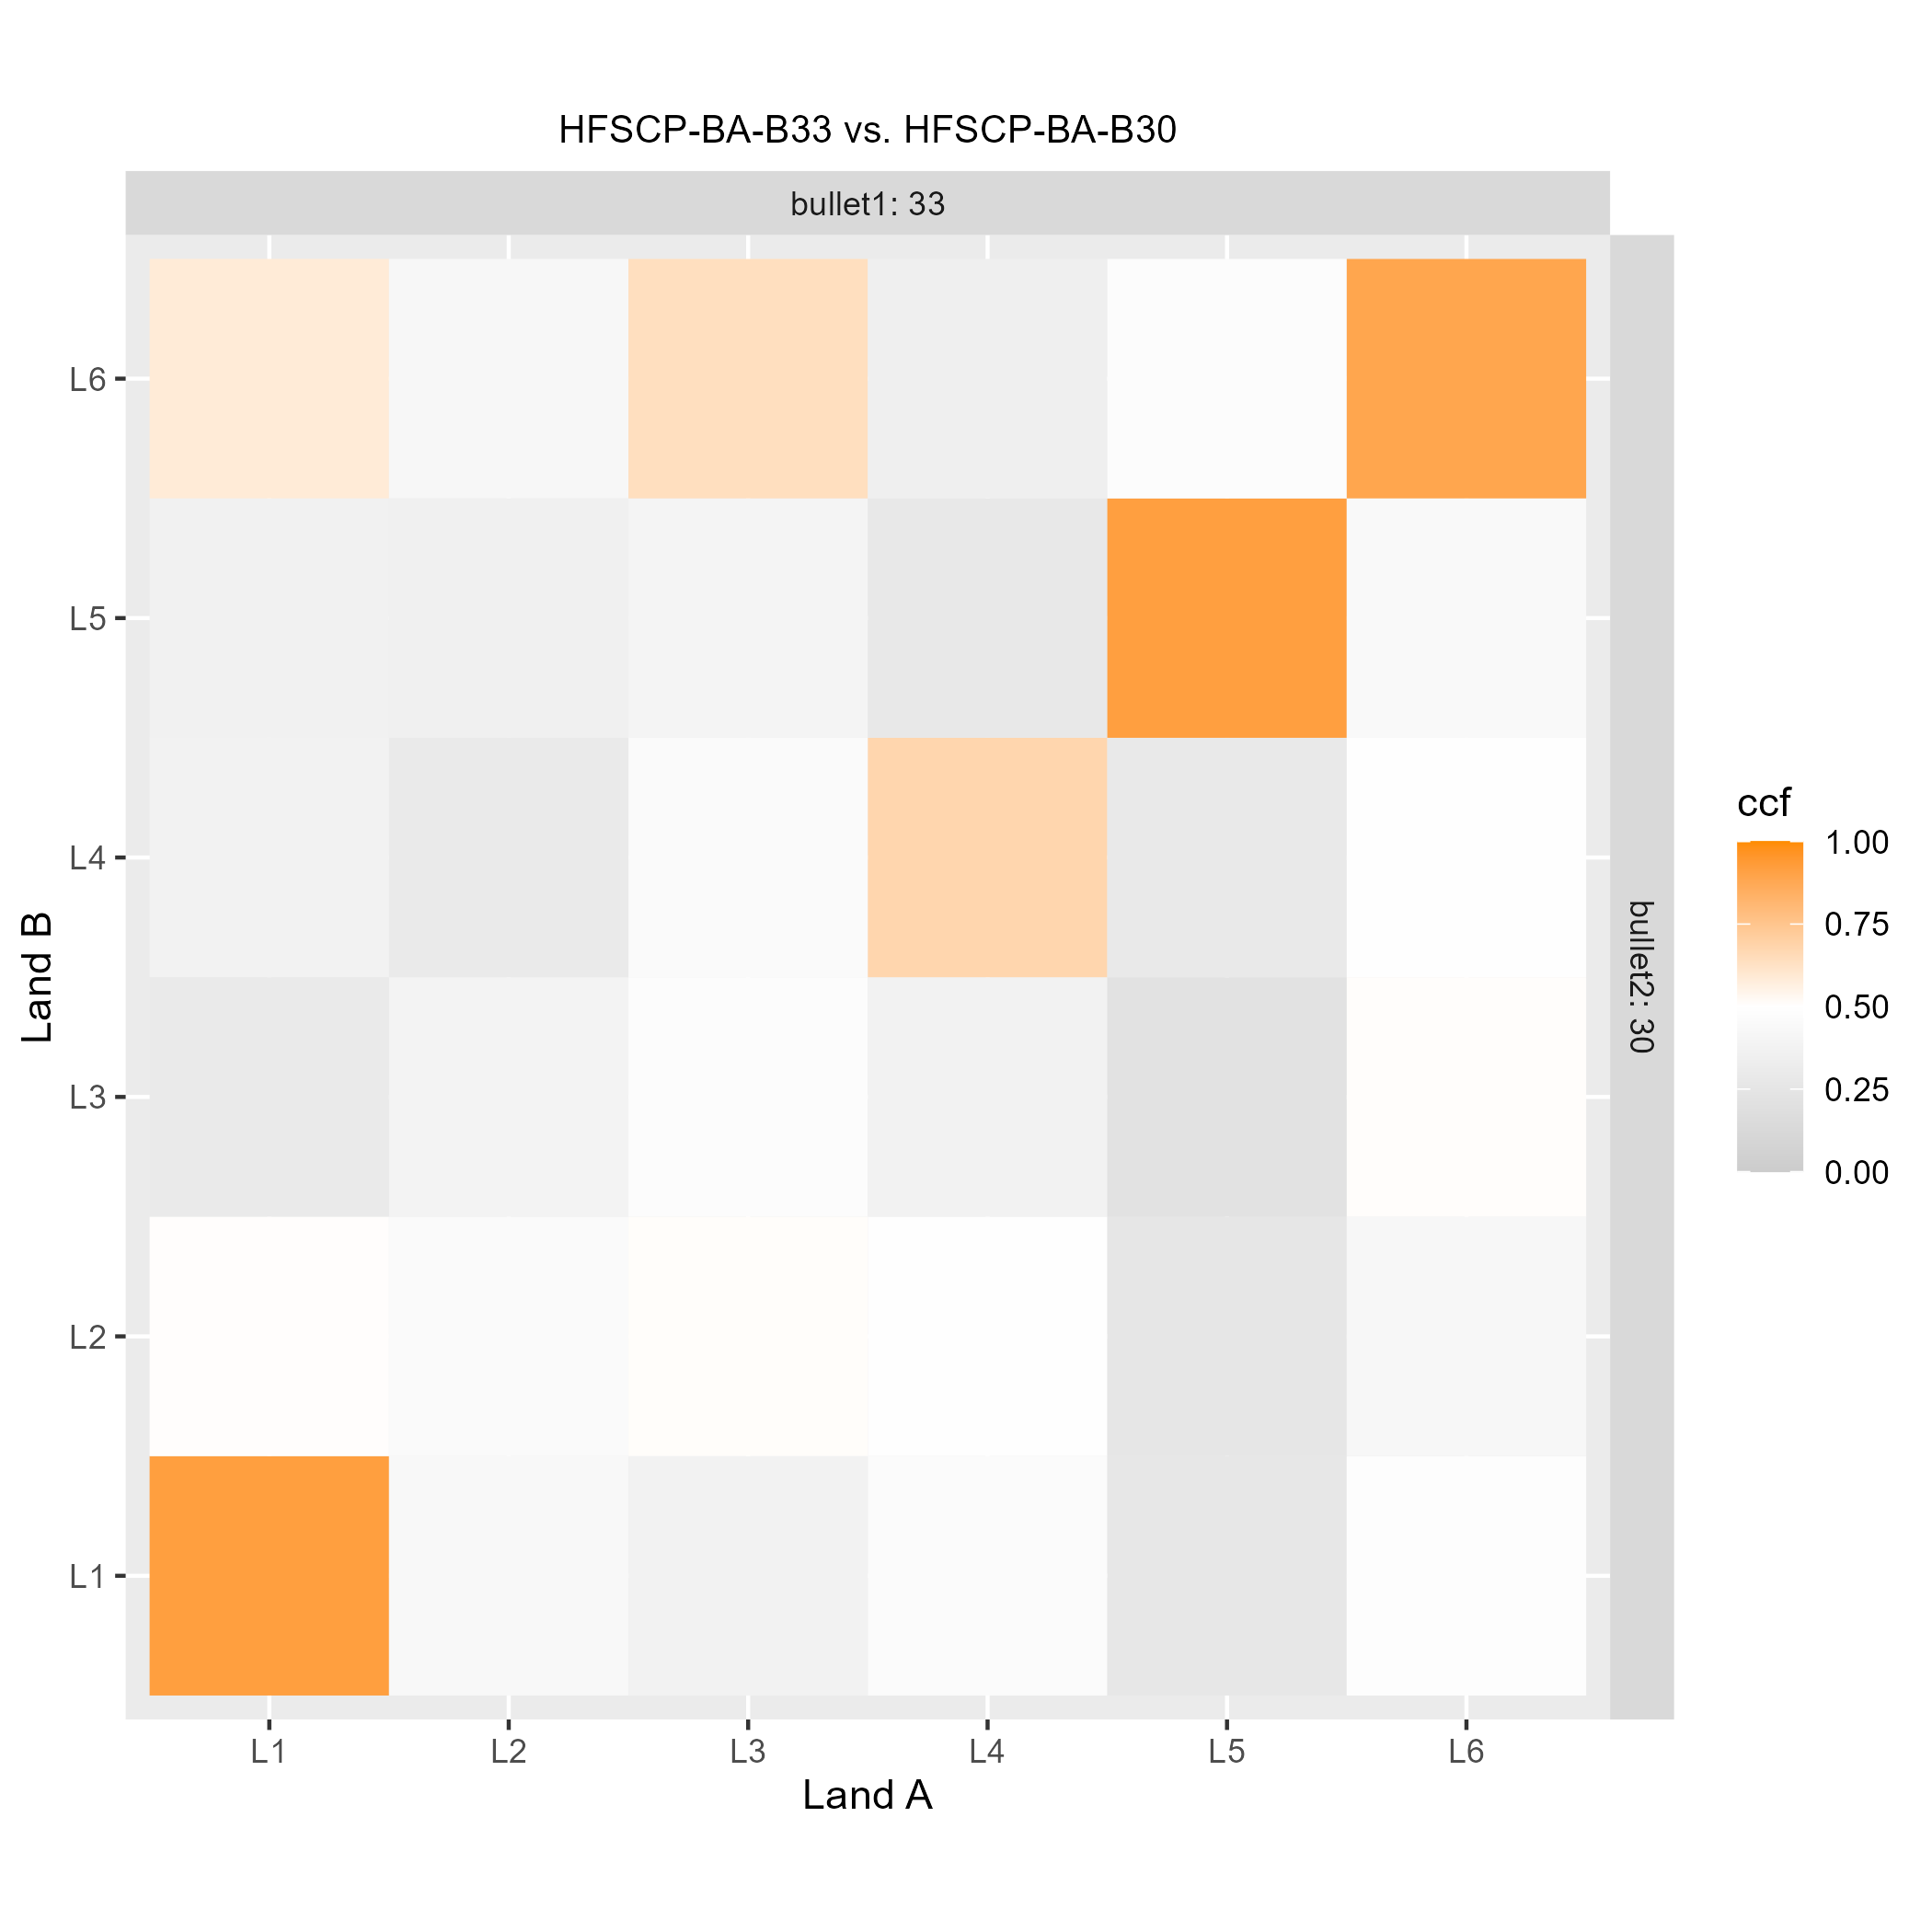 HFSCP-BA-B33 vs. HFSCP-BA-B30
bullet1: 33
L6
L5
L4
L3
L2
L1
Land B
bullet2: 30
L1 L2 L3 L4 L5 L6
Land A
ccf
1.00
0.75
0.50
0.25
0.00